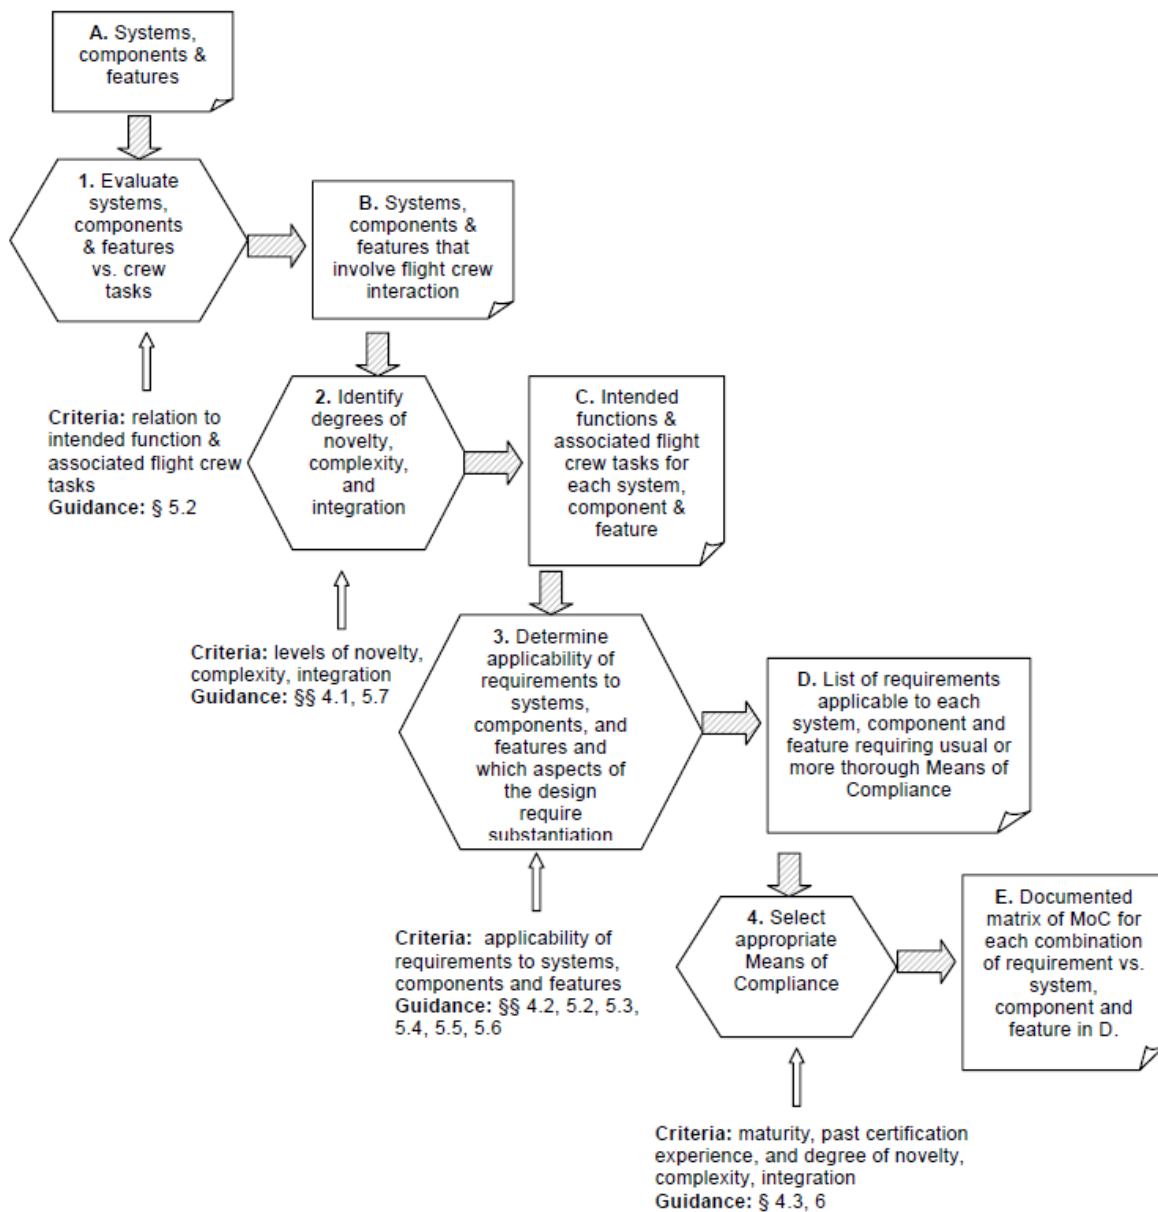 A. Systems,
components &
features
1. Evaluate
systems,
components
& features
vs. crew
tasks
B. Systems,
components &
features that
involve flight crew
interaction
Criteria: relation to
intended function &
associated flight crew
tasks
Guidance: § 5.2
2. Identify
degrees of
novelty,
complexity,
and
integration
C. Intended
functions &
associated flight
crew tasks for
each system,
component &
feature
Criteria: levels of novelty,
complexity, integration
Guidance: §§ 4.1, 5.7
3. Determine
applicability of
requirements to
systems,
components, and
features and
which aspects of
the design
require
substantiation
D. List of requirements
applicable to each
system, component and
feature requiring usual or
more thorough Means of
Compliance
Criteria: applicability of
requirements to systems,
components and features
Guidance: §§ 4.2, 5.2, 5.3,
5.4, 5.5, 5.6
4. Select
appropriate
Means of
Compliance
E. Documented
matrix of MoC for
each combination
of requirement vs.
system,
component and
feature in D.
Criteria: maturity, past certification
experience, and degree of novelty,
complexity, integration
Guidance: § 4.3, 6